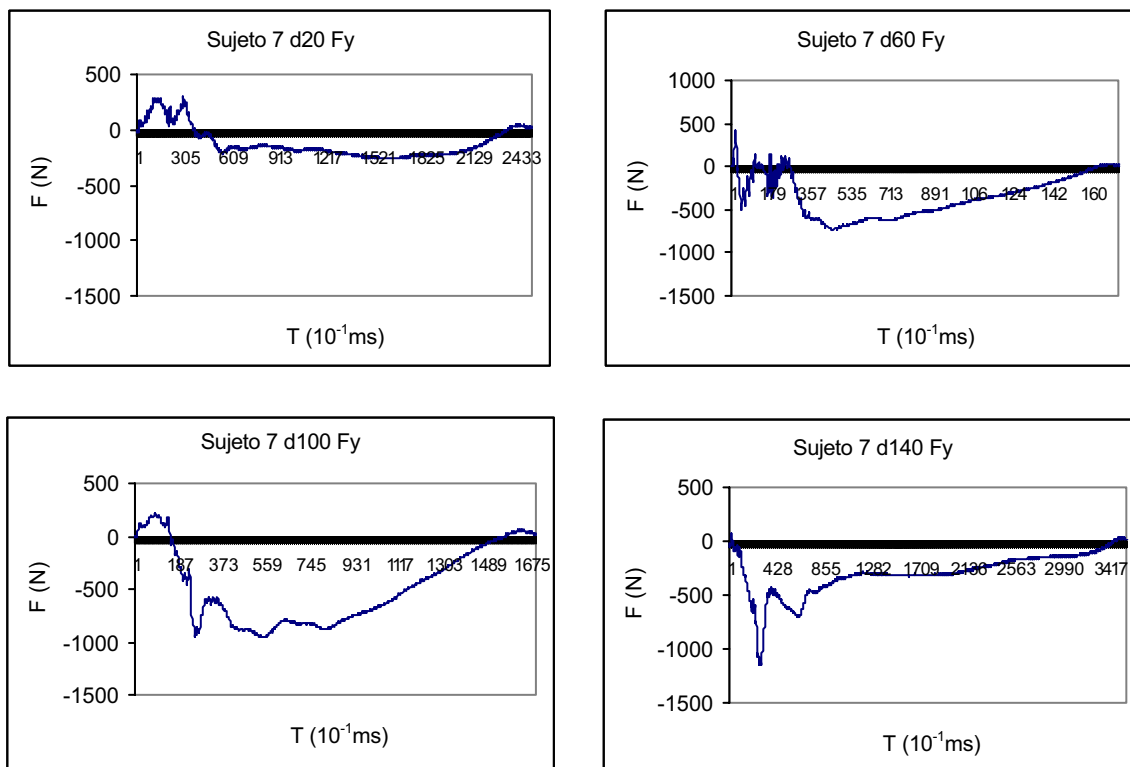 Sujeto 7 d20 Fy
500
0
-500
-1000
-1500
F (N)
1 305 609 913 1217 1521 1825 2129 2433
T (10⁻¹ms)
Sujeto 7 d60 Fy
1000
500
0
-500
-1000
-1500
F (N)
1 179 357 535 713 891 106 124 142 160
T (10⁻¹ms)
Sujeto 7 d100 Fy
500
0
-500
-1000
-1500
F (N)
1 187 373 559 745 931 117 1303 1489 1675
T (10⁻¹ms)
Sujeto 7 d140 Fy
500
0
-500
-1000
-1500
F (N)
1 428 855 1282 1709 2136 2563 2990 3417
T (10⁻¹ms)